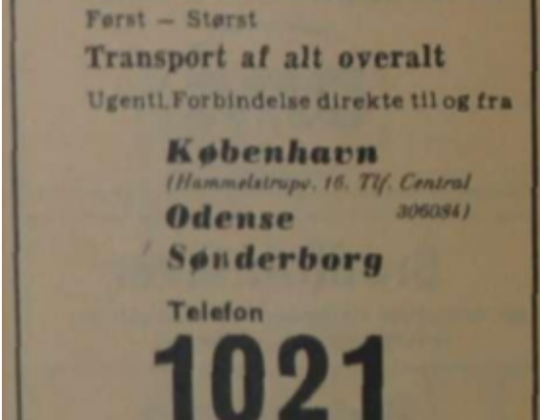 Først – Størst
Transport af alt overalt
Ugentl. Forbindelse direkte til og fra
København
(Hammelstrupv. 16. Tlf. Central
306084)
Odense
Sønderborg
Telefon
1021